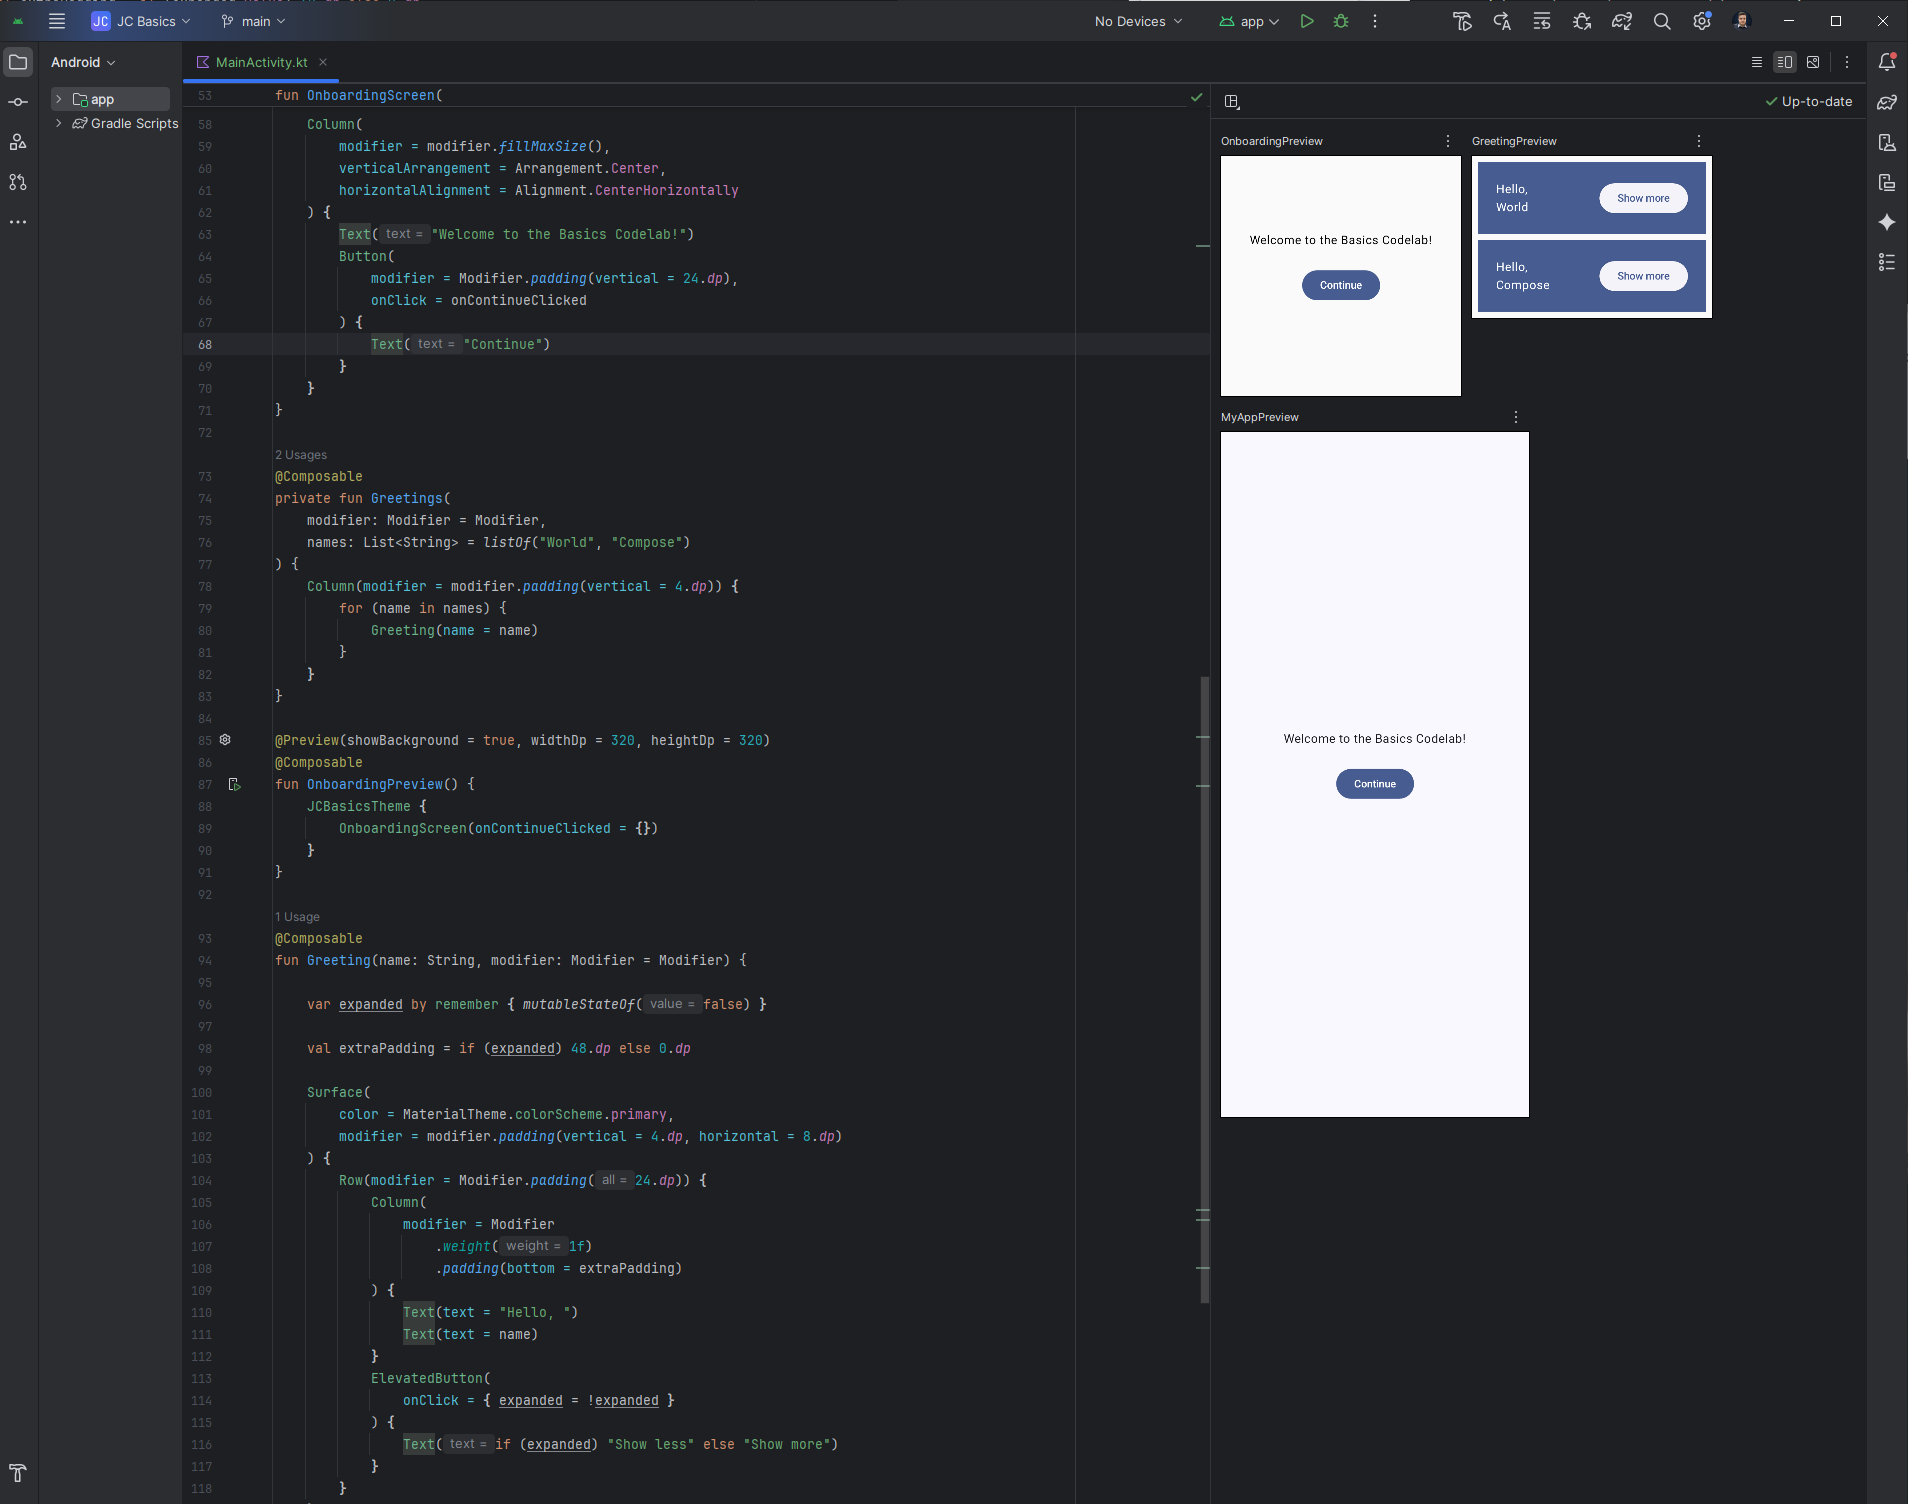 JC JC Basics main No Devices app
Android
app
Gradle Scripts
MainActivity.kt
53 fun OnboardingScreen(
58 Column(
59 modifier = modifier.fillMaxSize(),
60 verticalArrangement = Arrangement.Center,
61 horizontalAlignment = Alignment.CenterHorizontally
62 ) {
63 Text( text = "Welcome to the Basics Codelab!")
64 Button(
65 modifier = Modifier.padding(vertical = 24.dp),
66 onClick = onContinueClicked
67 ) {
68 Text( text = "Continue")
69 }
70 }
71 }
72
2 Usages
73 @Composable
74 private fun Greetings(
75 modifier: Modifier = Modifier,
76 names: List<String> = listOf("World", "Compose")
77 ) {
78 Column(modifier = modifier.padding(vertical = 4.dp)) {
79 for (name in names) {
80 Greeting(name = name)
81 }
82 }
83 }
84
85 @Preview(showBackground = true, widthDp = 320, heightDp = 320)
86 @Composable
87 fun OnboardingPreview() {
88 JCBasicsTheme {
89 OnboardingScreen(onContinueClicked = {})
90 }
91 }
92
1 Usage
93 @Composable
94 fun Greeting(name: String, modifier: Modifier = Modifier) {
95
96 var expanded by remember { mutableStateOf( value = false) }
97
98 val extraPadding = if (expanded) 48.dp else 0.dp
99
100 Surface(
101 color = MaterialTheme.colorScheme.primary,
102 modifier = modifier.padding(vertical = 4.dp, horizontal = 8.dp)
103 ) {
104 Row(modifier = Modifier.padding( all = 24.dp)) {
105 Column(
106 modifier = Modifier
107 .weight( weight = 1f)
108 .padding(bottom = extraPadding)
109 ) {
110 Text(text = "Hello, ")
111 Text(text = name)
112 }
113 ElevatedButton(
114 onClick = { expanded = !expanded }
115 ) {
116 Text( text = if (expanded) "Show less" else "Show more")
117 }
118 }
Up-to-date
OnboardingPreview
Welcome to the Basics Codelab!
Continue
GreetingPreview
Hello,
World
Show more
Hello,
Compose
Show more
MyAppPreview
Welcome to the Basics Codelab!
Continue